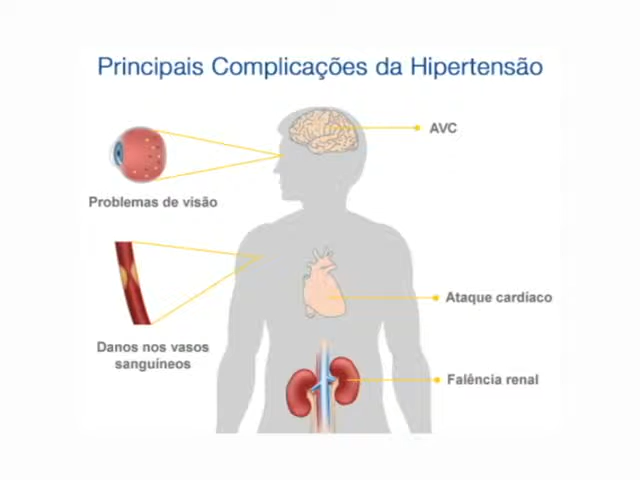 Principais Complicações da Hipertensão
AVC
Problemas de visão
Ataque cardíaco
Danos nos vasos
sanguíneos
Falência renal